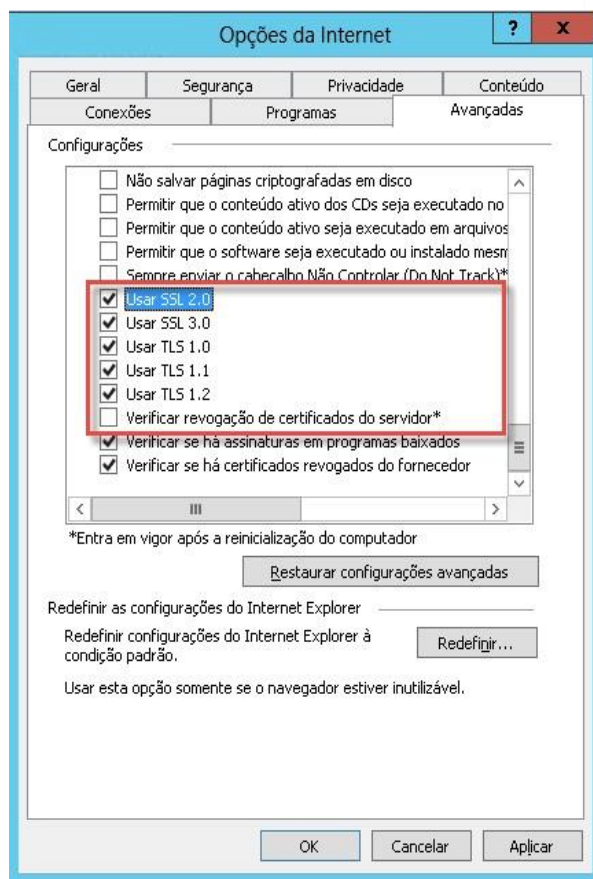 Opções da Internet
?
x
Geral
Segurança
Privacidade
Conteúdo
Conexões
Programas
Avançadas
Configurações
Não salvar páginas criptografadas em disco
Permitir que o conteúdo ativo dos CDs seja executado no
Permitir que o conteúdo ativo seja executado em arquivos
Permitir que o software seja executado ou instalado mesm
Sempre enviar o cabeçalho Não Controlar (Do Not Track)*
Usar SSL 2.0
Usar SSL 3.0
Usar TLS 1.0
Usar TLS 1.1
Usar TLS 1.2
Verificar revogação de certificados do servidor*
Verificar se há assinaturas em programas baixados
Verificar se há certificados revogados do fornecedor
*Entra em vigor após a reinicialização do computador
Restaurar configurações avançadas
Redefinir as configurações do Internet Explorer
Redefinir configurações do Internet Explorer à
condição padrão.
Redefinir...
Usar esta opção somente se o navegador estiver inutilizável.
OK
Cancelar
Aplicar